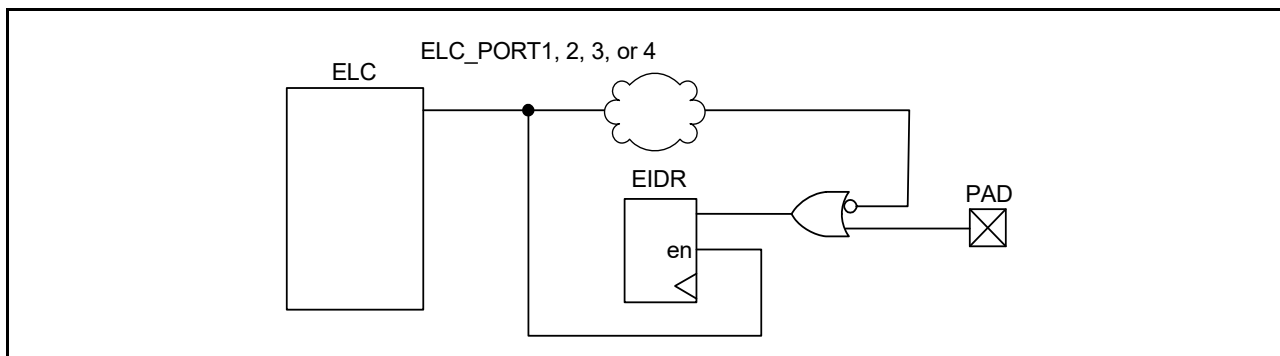 ELC_PORT1, 2, 3, or 4
ELC
EIDR
PAD
en